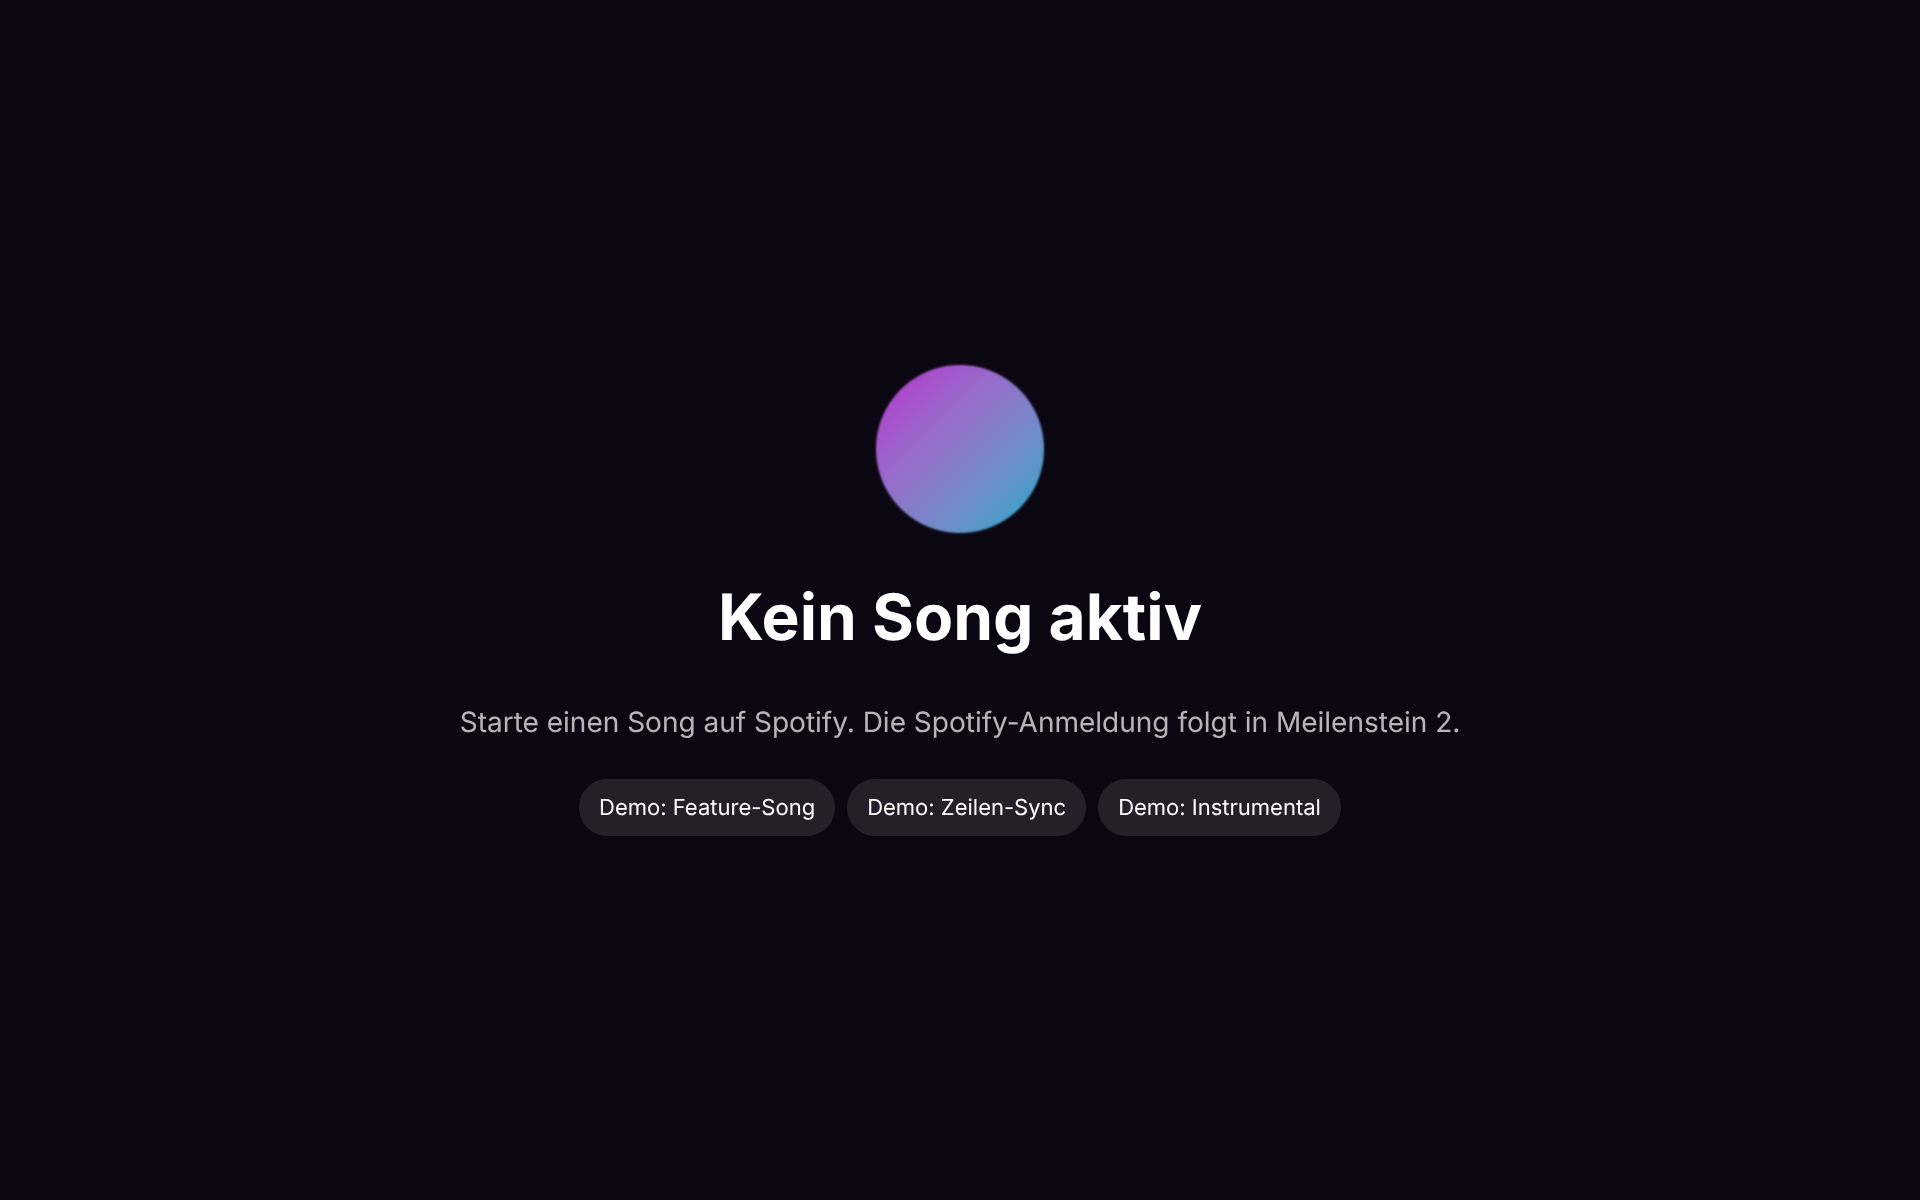 Kein Song aktiv
Starte einen Song auf Spotify. Die Spotify-Anmeldung folgt in Meilenstein 2.
Demo: Feature-Song Demo: Zeilen-Sync Demo: Instrumental